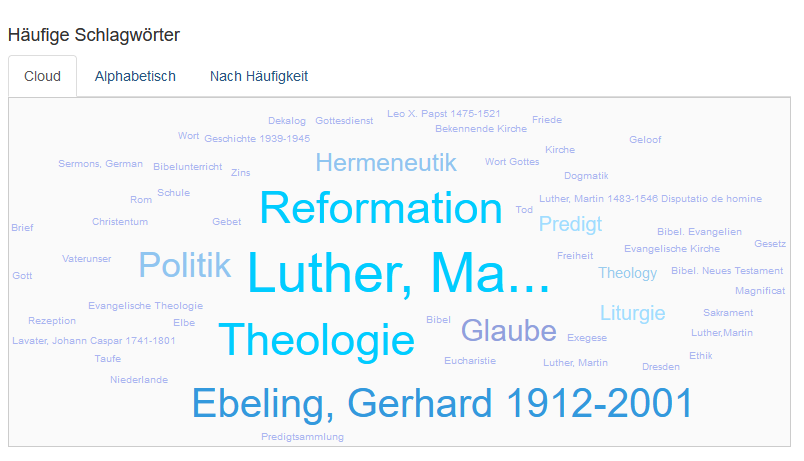 Häufige Schlagwörter
Cloud
Alphabetisch
Nach Häufigkeit
Leo X. Papst 1475-1521
Dekalog
Gottesdienst
Friede
Bekennende Kirche
Wort
Geschichte 1939-1945
Geloof
Kirche
Hermeneutik
Wort Gottes
Sermons, German
Bibelunterricht
Zins
Dogmatik
Schule
Rom
Luther, Martin 1483-1546 Disputatio de homine
Reformation
Tod
Christentum
Gebet
Predigt
Brief
Bibel. Evangelien
Gesetz
Evangelische Kirche
Vaterunser
Politik
Freiheit
Luther, Ma...
Theology
Bibel. Neues Testament
Gott
Magnificat
Evangelische Theologie
Liturgie
Sakrament
Rezeption
Elbe
Bibel
Glaube
Luther,Martin
Theologie
Exegese
Lavater, Johann Caspar 1741-1801
Taufe
Eucharistie
Luther, Martin
Ethik
Dresden
Niederlande
Ebeling, Gerhard 1912-2001
Predigtsammlung